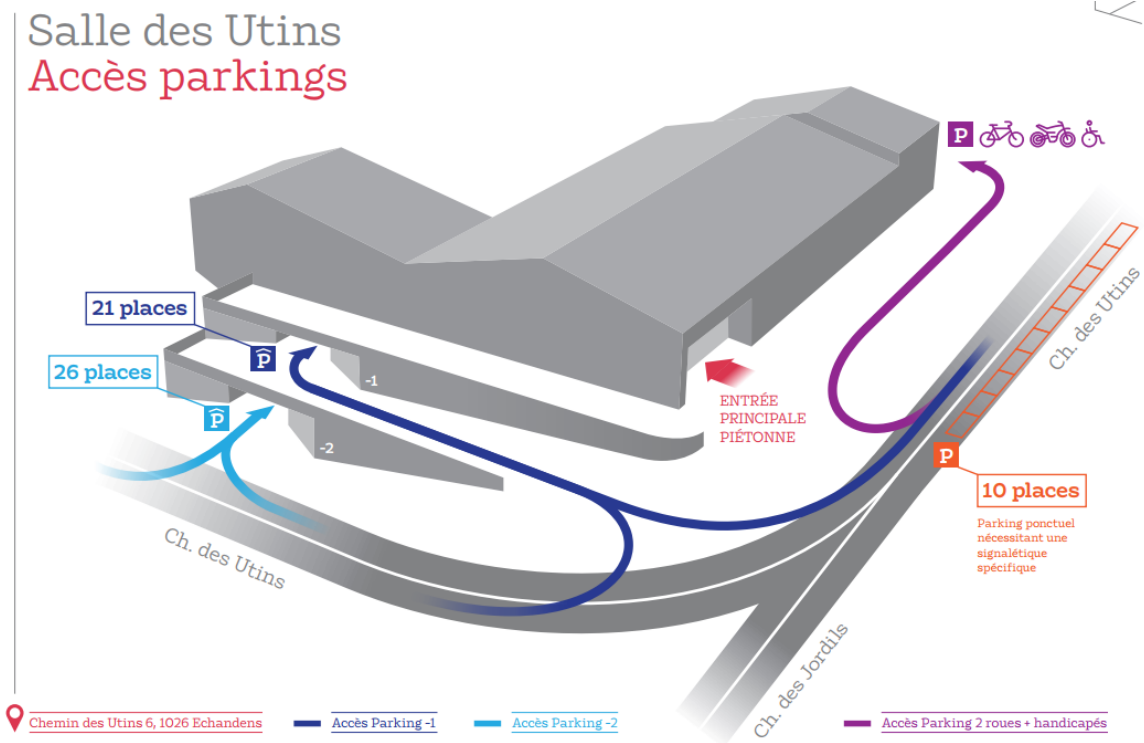 Salle des Utins
Accès parkings
P
21 places
P
26 places
P
-1
-2
ENTRÉE
PRINCIPALE
PIÉTONNE
Ch. des Utins
P
10 places
Parking ponctuel
nécessitant une
signalétique
spécifique
Ch. des Utins
Ch. des Jordils
Chemin des Utins 6, 1026 Echandens
Accès Parking -1
Accès Parking -2
Accès Parking 2 roues + handicapés